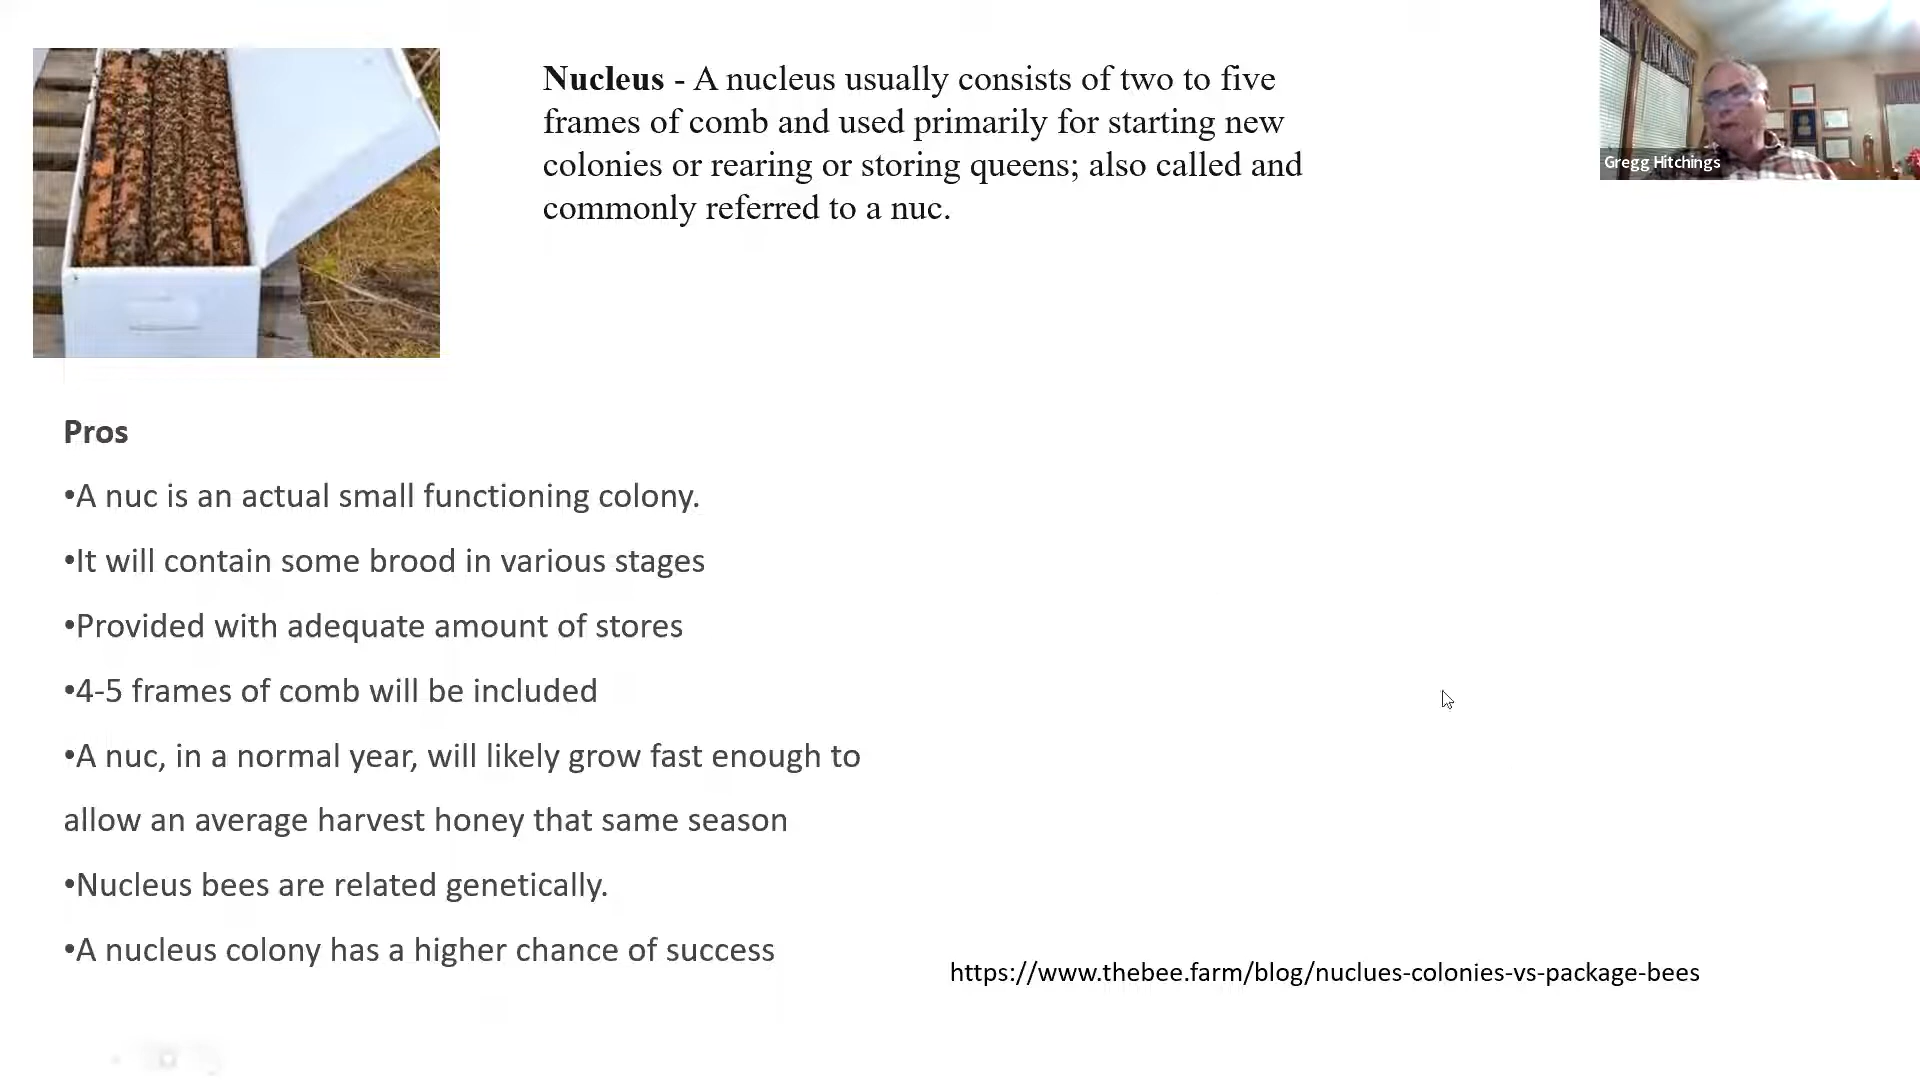 Nucleus - A nucleus usually consists of two to five
frames of comb and used primarily for starting new
colonies or rearing or storing queens; also called and
commonly referred to a nuc.
Gregg Hitchings
Pros
•A nuc is an actual small functioning colony.
•It will contain some brood in various stages
•Provided with adequate amount of stores
•4-5 frames of comb will be included
•A nuc, in a normal year, will likely grow fast enough to
allow an average harvest honey that same season
•Nucleus bees are related genetically.
•A nucleus colony has a higher chance of success
https://www.thebee.farm/blog/nuclues-colonies-vs-package-bees